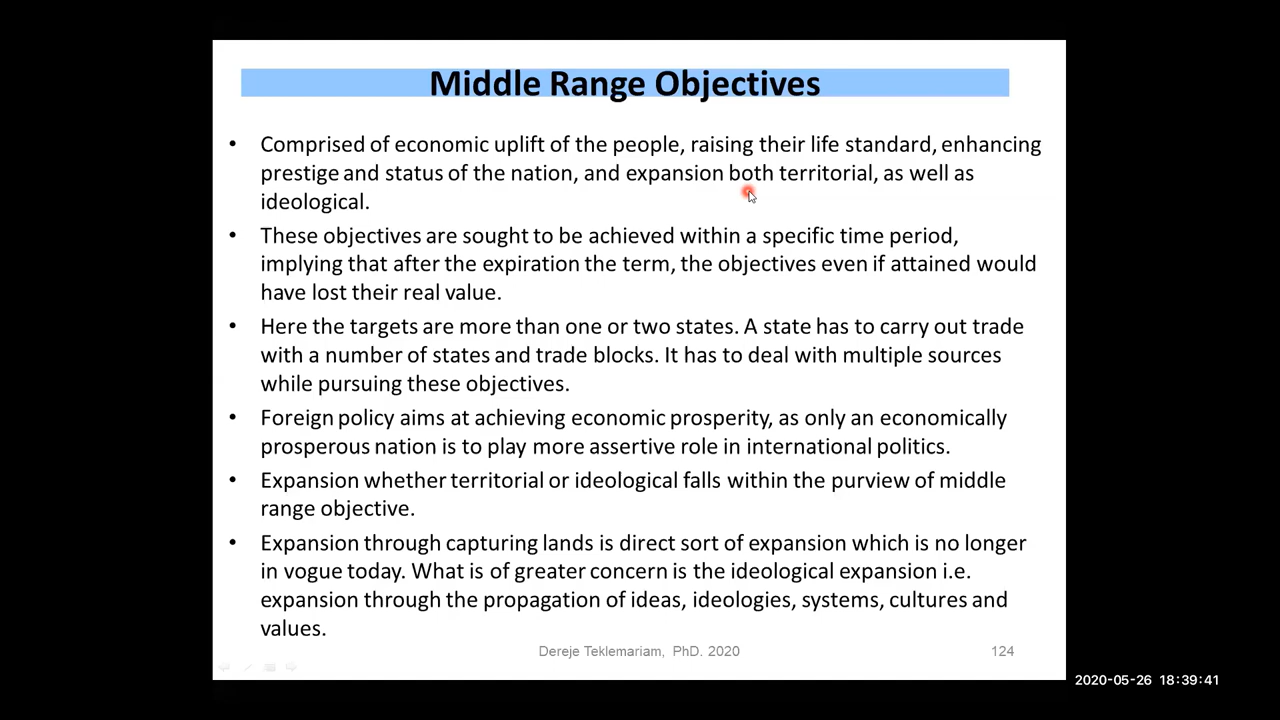 Middle Range Objectives
• Comprised of economic uplift of the people, raising their life standard, enhancing
prestige and status of the nation, and expansion both territorial, as well as
ideological.
• These objectives are sought to be achieved within a specific time period,
implying that after the expiration the term, the objectives even if attained would
have lost their real value.
• Here the targets are more than one or two states. A state has to carry out trade
with a number of states and trade blocks. It has to deal with multiple sources
while pursuing these objectives.
• Foreign policy aims at achieving economic prosperity, as only an economically
prosperous nation is to play more assertive role in international politics.
• Expansion whether territorial or ideological falls within the purview of middle
range objective.
• Expansion through capturing lands is direct sort of expansion which is no longer
in vogue today. What is of greater concern is the ideological expansion i.e.
expansion through the propagation of ideas, ideologies, systems, cultures and
values.
Dereje Teklemariam, PhD. 2020 124
2020-05-26 18:39:41